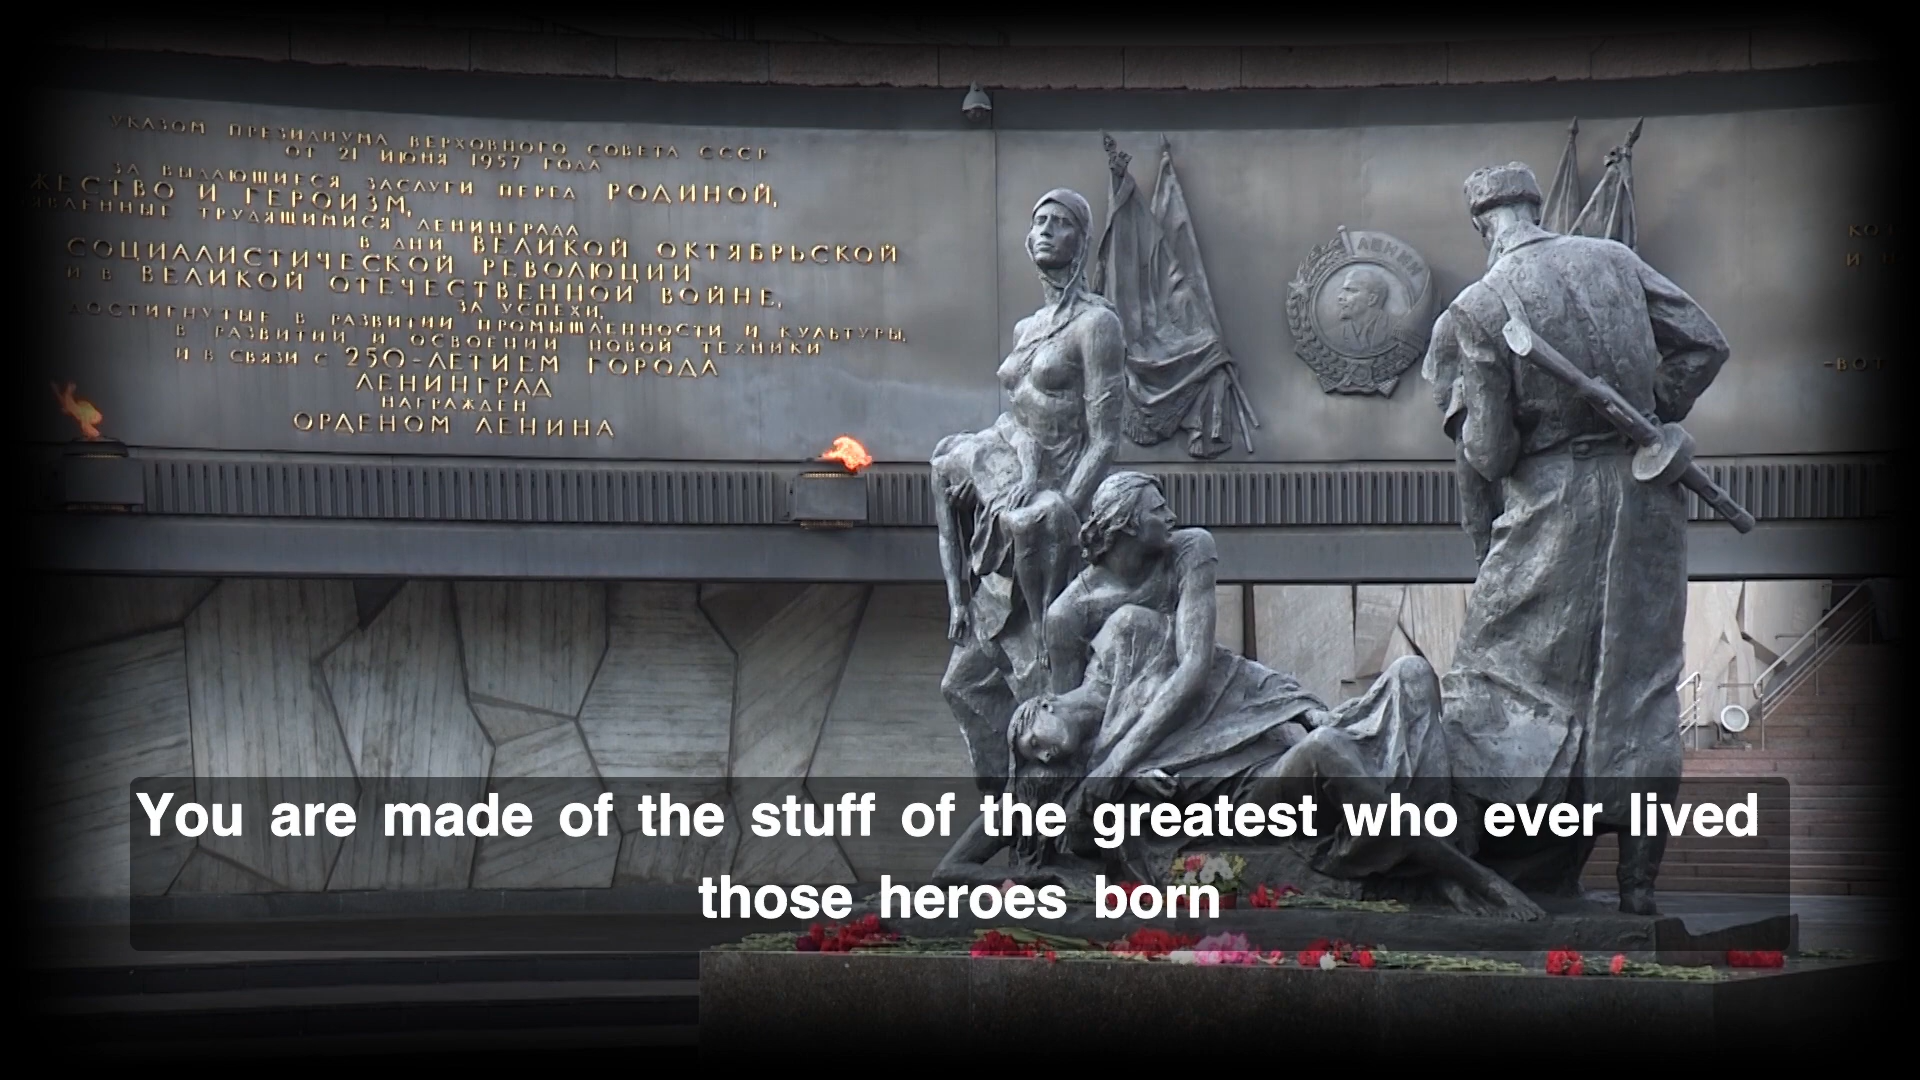 УКАЗОМ ПРЕЗИДИУМА ВЕРХОВНОГО СОВЕТА СССР
ОТ 21 ИЮНЯ 1957 ГОДА
ЗА ВЫДАЮЩИЕСЯ ЗАСЛУГИ ПЕРЕД РОДИНОЙ,
ЖЕСТВО И ГЕРОИЗМ,
ЯВЛЕННЫЕ ТРУДЯЩИМИСЯ ЛЕНИНГРАДА
В ДНИ ВЕЛИКОЙ ОКТЯБРЬСКОЙ
СОЦИАЛИСТИЧЕСКОЙ РЕВОЛЮЦИИ
И В ВЕЛИКОЙ ОТЕЧЕСТВЕННОЙ ВОЙНЕ,
ЗА УСПЕХИ,
ДОСТИГНУТЫЕ В РАЗВИТИИ ПРОМЫШЛЕННОСТИ И КУЛЬТУРЫ,
В РАЗВИТИИ И ОСВОЕНИИ НОВОЙ ТЕХНИКИ
И В СВЯЗИ С 250-ЛЕТИЕМ ГОРОДА
ЛЕНИНГРАД
НАГРАЖДЕН
ОРДЕНОМ ЛЕНИНА
ЛЕНИН
КО
И Н
-ВОТ
You are made of the stuff of the greatest who ever lived
those heroes born